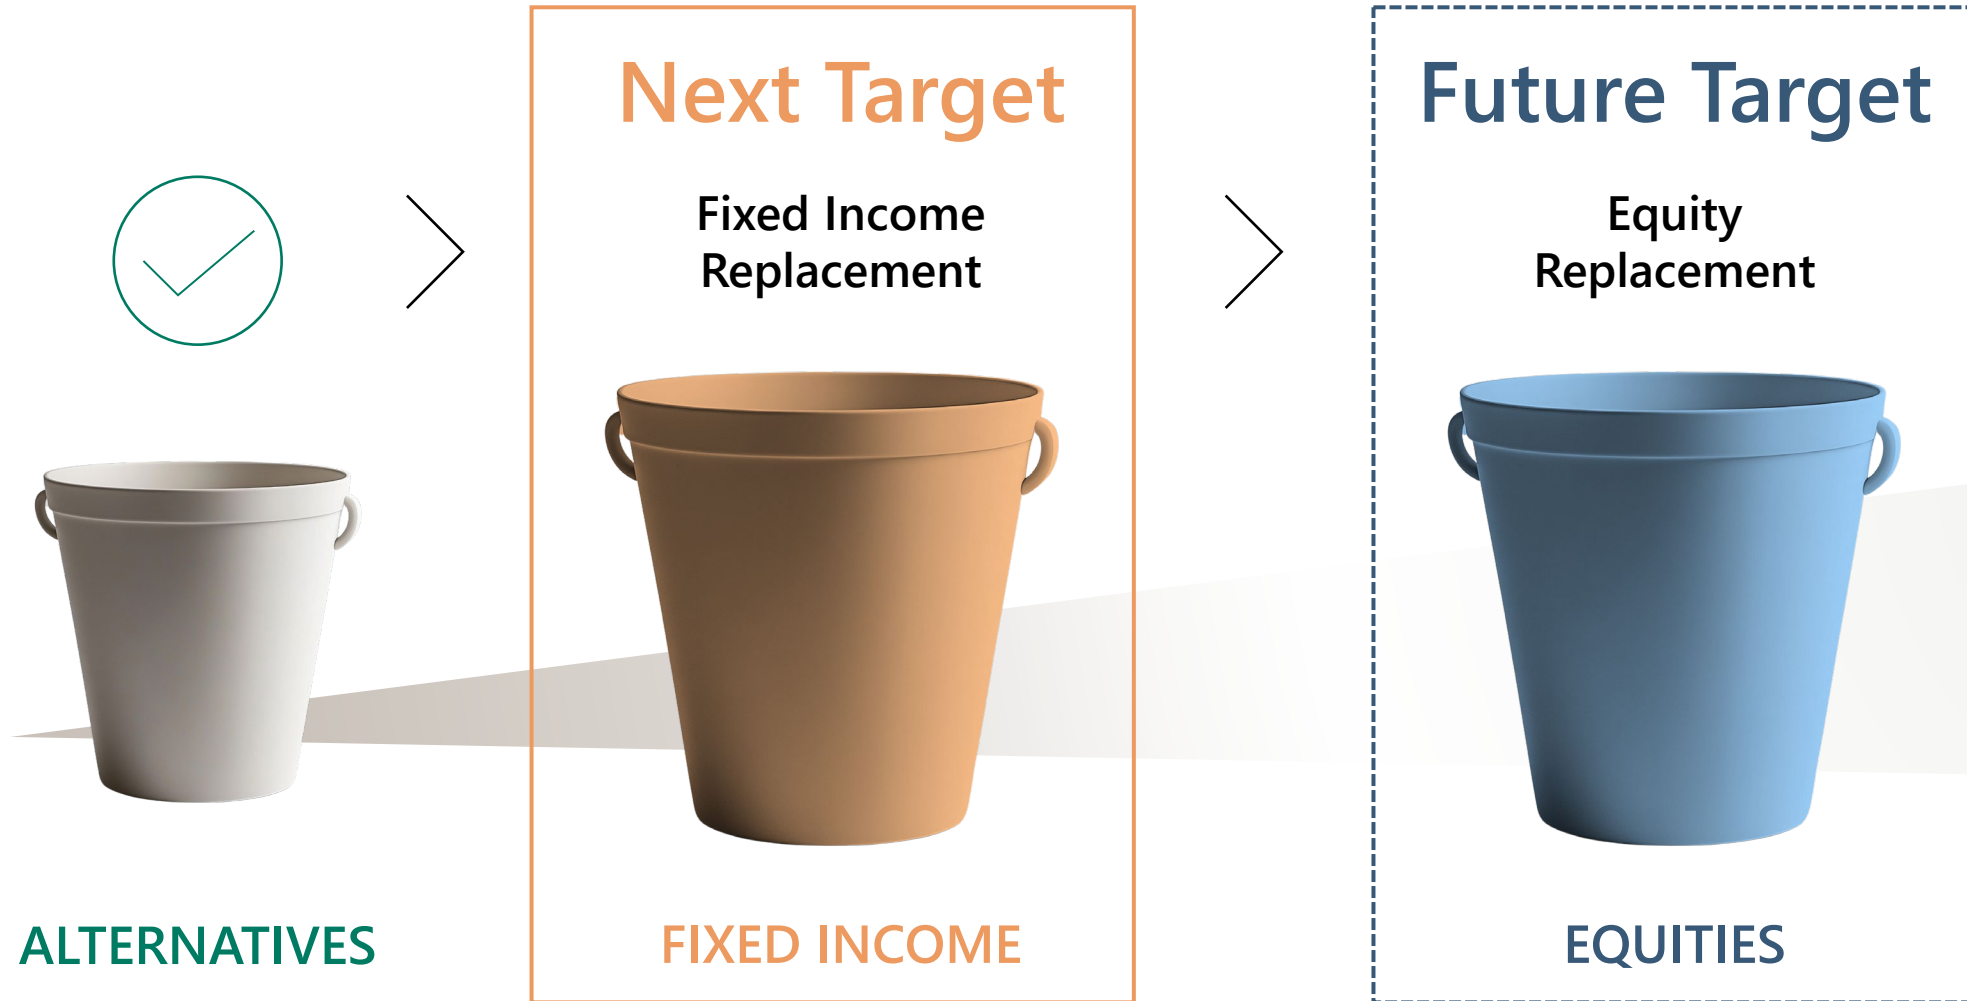 Next Target
Fixed Income
Replacement
Future Target
Equity
Replacement
ALTERNATIVES
FIXED INCOME
EQUITIES